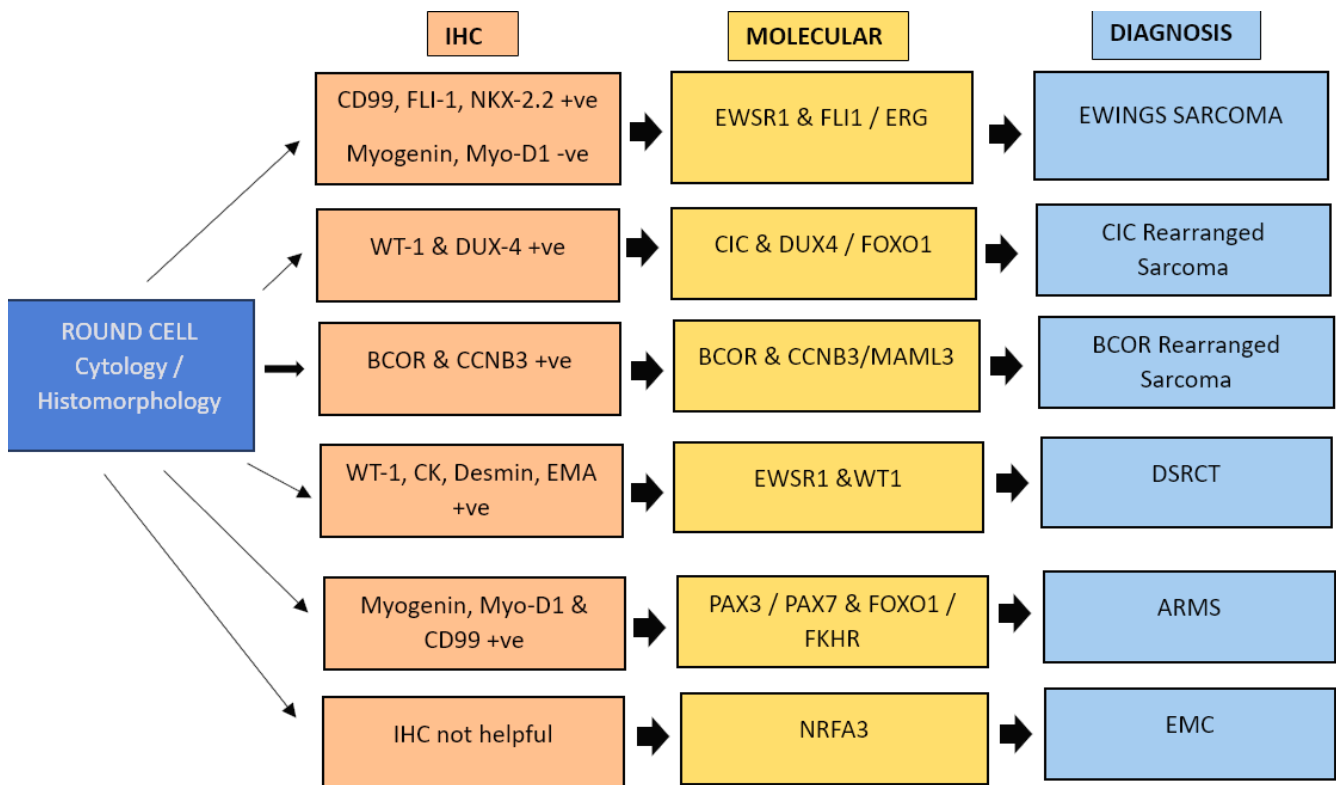 IHC
MOLECULAR
DIAGNOSIS
CD99, FLI-1, NKX-2.2 +ve
Myogenin, Myo-D1 -ve
EWSR1 & FLI1 / ERG
EWINGS SARCOMA
WT-1 & DUX-4 +ve
CIC & DUX4 / FOXO1
CIC Rearranged
Sarcoma
ROUND CELL
Cytology /
Histomorphology
BCOR & CCNB3 +ve
BCOR & CCNB3/MAML3
BCOR Rearranged
Sarcoma
WT-1, CK, Desmin, EMA
+ve
EWSR1 &WT1
DSRCT
Myogenin, Myo-D1 &
CD99 +ve
PAX3 / PAX7 & FOXO1 /
FKHR
ARMS
IHC not helpful
NRFA3
EMC